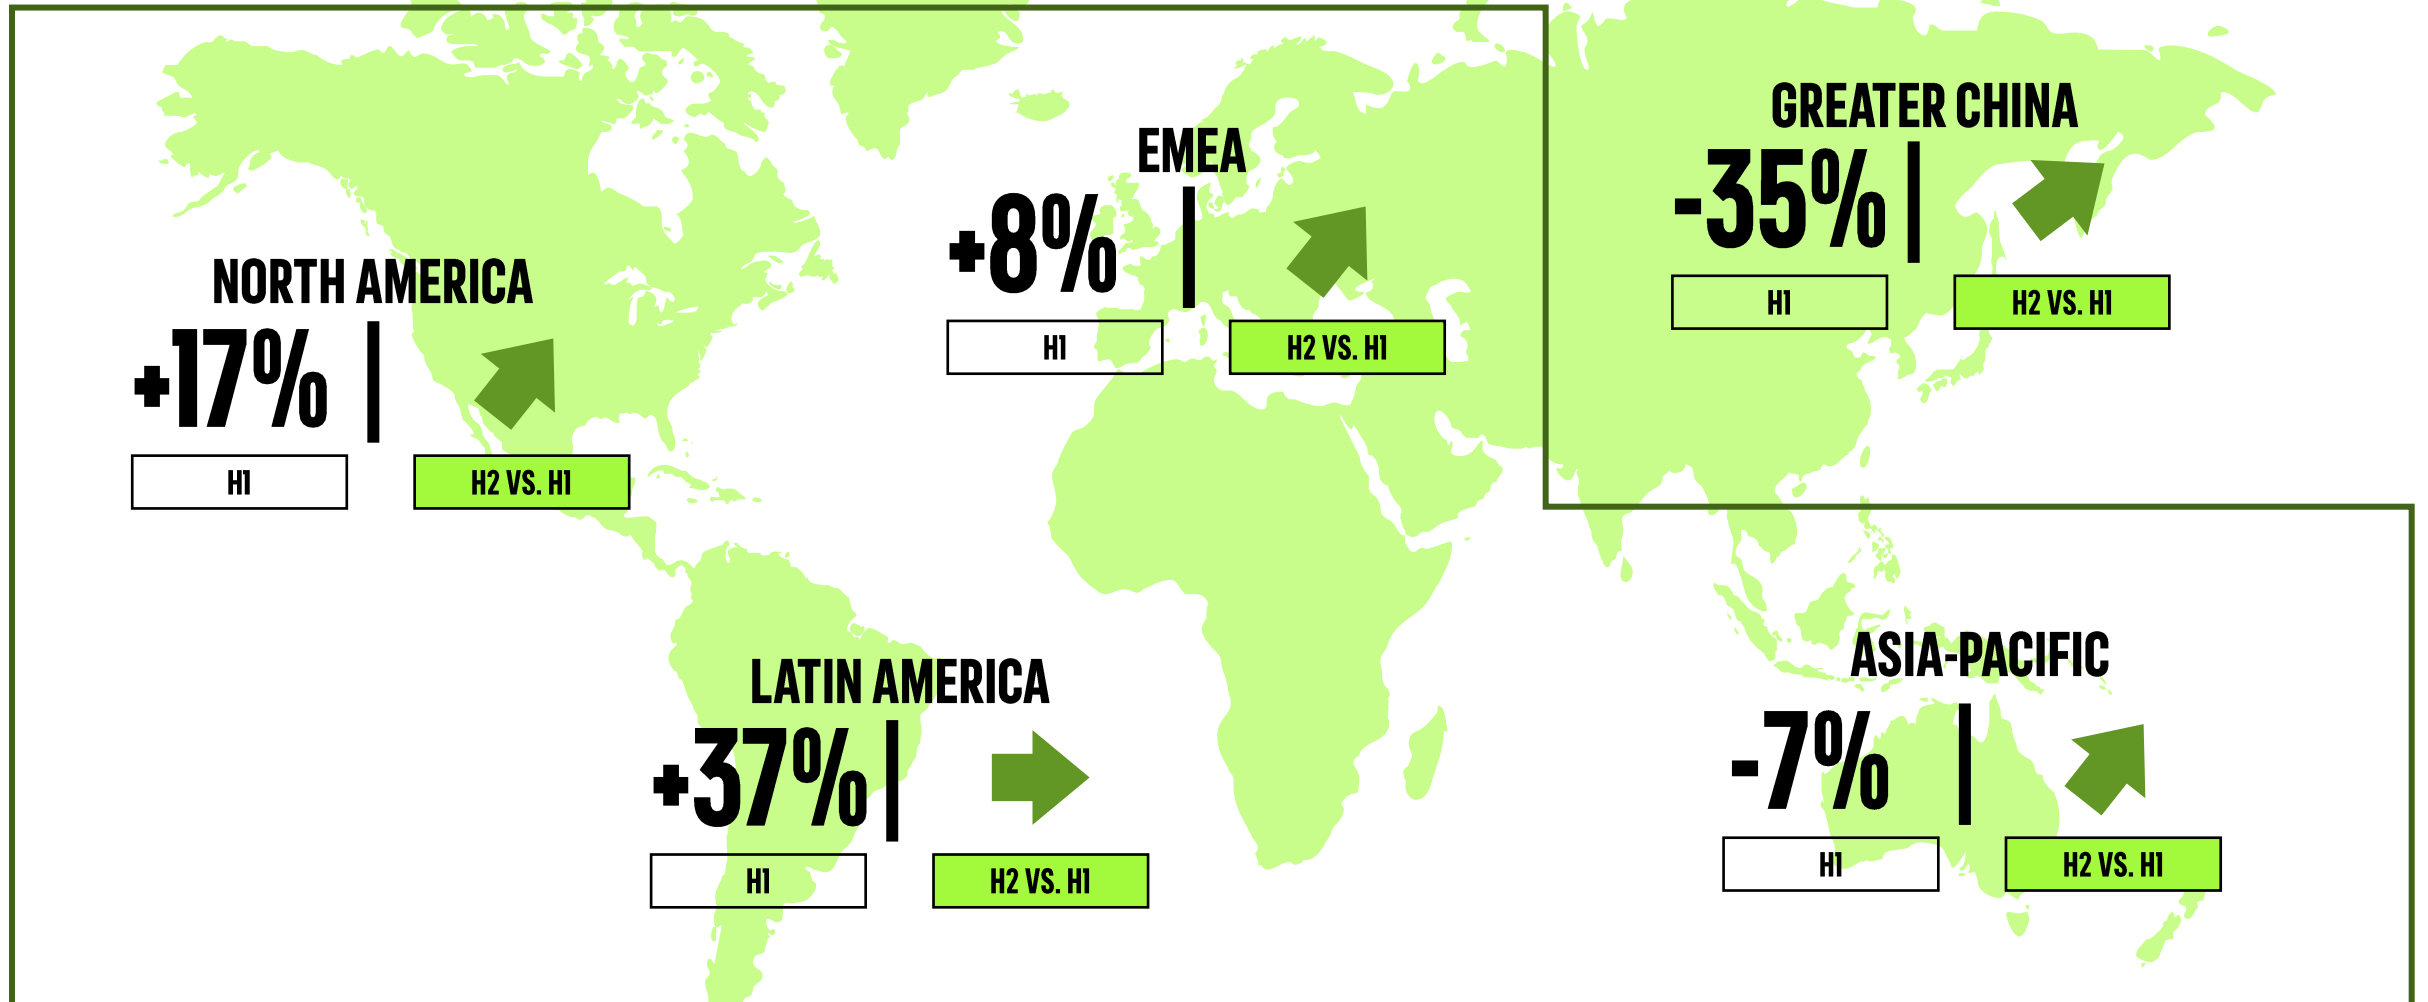 NORTH AMERICA
+17%
H1
H2 VS. H1
EMEA
+8%
H1
H2 VS. H1
GREATER CHINA
-35%
H1
H2 VS. H1
LATIN AMERICA
+37%
H1
H2 VS. H1
ASIA-PACIFIC
-7%
H1
H2 VS. H1